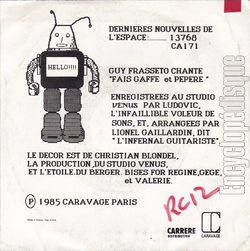 DERNIERES NOUVELLES DE
L'ESPACE: ........ 13768
CA171
HELLO!!!!
GUY FRASSETO CHANTE
"FAIS GAFFE et PEPERE"
ENREGISTREES AU STUDIO
VENUS PAR LUDOVIC,
L'INFAILLIBLE VOLEUR DE
SONS, ET, ARRANGEES PAR
LIONEL GAILLARDIN, DIT
"L'INFERNAL GUITARISTE".
LE DECOR EST DE CHRISTIAN BLONDEL,
LA PRODUCTION, DU STUDIO VENUS,
ET L'ETOILE.DU BERGER. BISES FOR REGINE, GEGE,
et VALERIE.
Ⓟ 1985 CARAVAGE PARIS
RC12
CARRERE
DISTRIBUTION
CARAVAGE